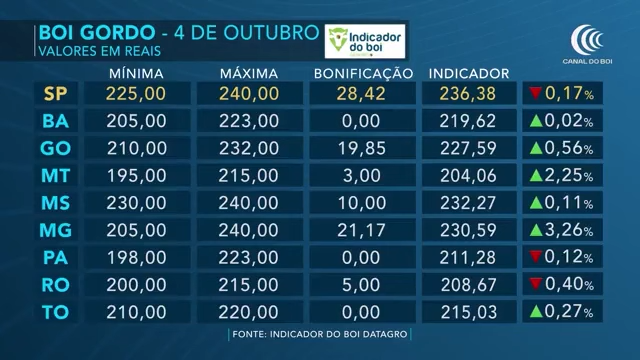 BOI GORDO - 4 DE OUTUBRO
VALORES EM REAIS
Indicador
do boi
CANAL DO BOI
MÍNIMA MÁXIMA BONIFICAÇÃO INDICADOR
SP 225,00 240,00 28,42 236,38 ▼0,17%
BA 205,00 223,00 0,00 219,62 ▲0,02%
GO 210,00 232,00 19,85 227,59 ▲0,56%
MT 195,00 215,00 3,00 204,06 ▲2,25%
MS 230,00 240,00 10,00 232,27 ▲0,11%
MG 205,00 240,00 21,17 230,59 ▲3,26%
PA 198,00 223,00 0,00 211,28 ▼0,12%
RO 200,00 215,00 5,00 208,67 ▼0,40%
TO 210,00 220,00 0,00 215,03 ▲0,27%
|FONTE: INDICADOR DO BOI DATAGRO|